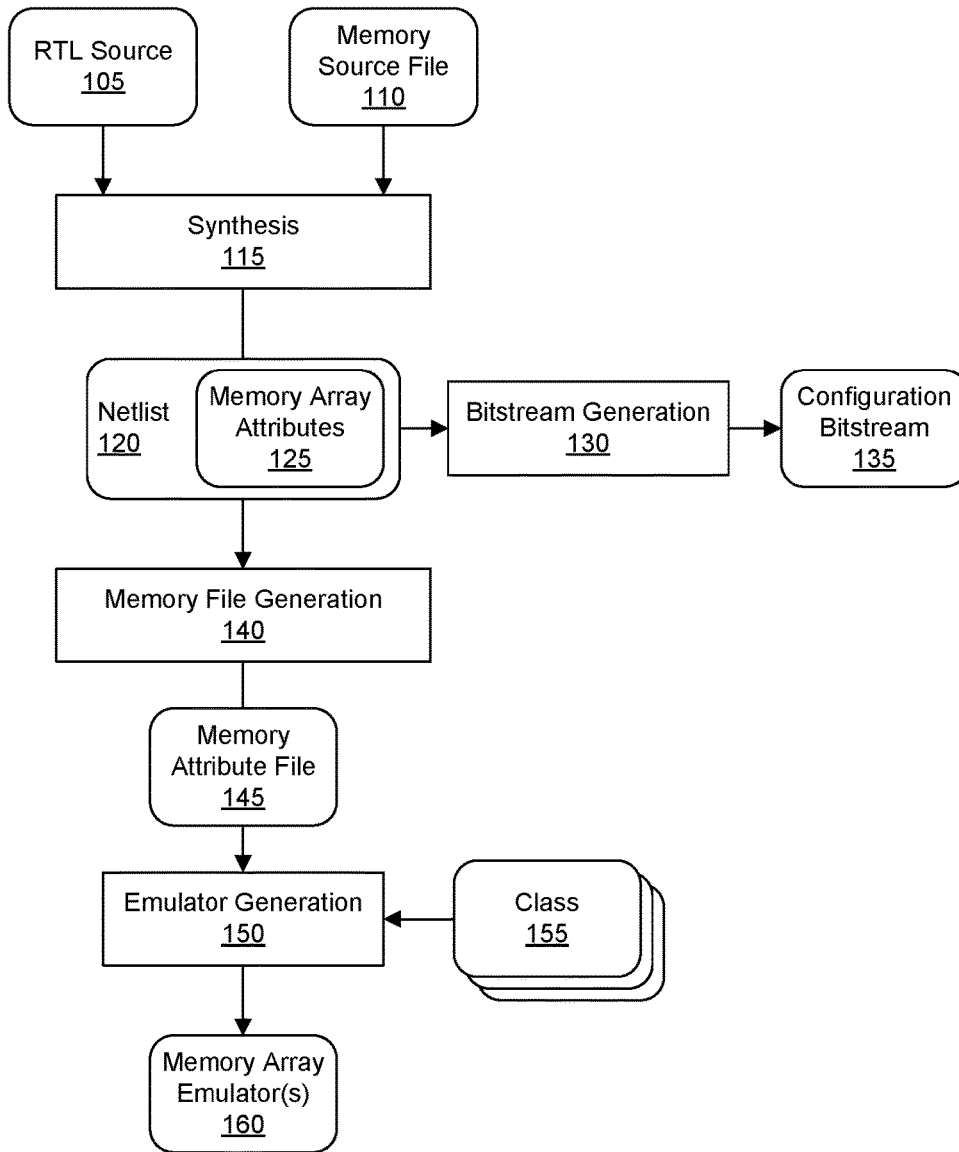 RTL Source
105
Memory
Source File
110
Synthesis
115
Netlist
120
Memory Array
Attributes
125
Bitstream Generation
130
Configuration
Bitstream
135
Memory File Generation
140
Memory
Attribute File
145
Emulator Generation
150
Class
155
Memory Array
Emulator(s)
160